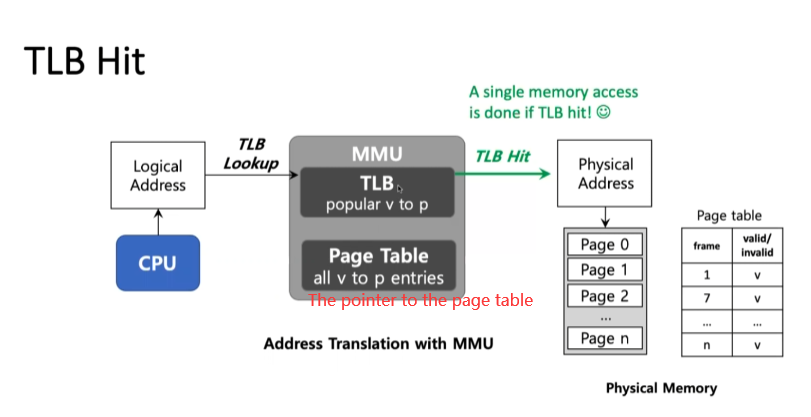 TLB Hit
A single memory access
is done if TLB hit! ☺
TLB
Lookup
MMU
TLB Hit
Logical
Address
TLB
popular v to p
Physical
Address
CPU
Page Table
all v to p entries
The pointer to the page table
Page 0
Page 1
Page 2
...
Page n
Page table
frame valid/
invalid
1 v
7 v
... ...
n v
Address Translation with MMU
Physical Memory